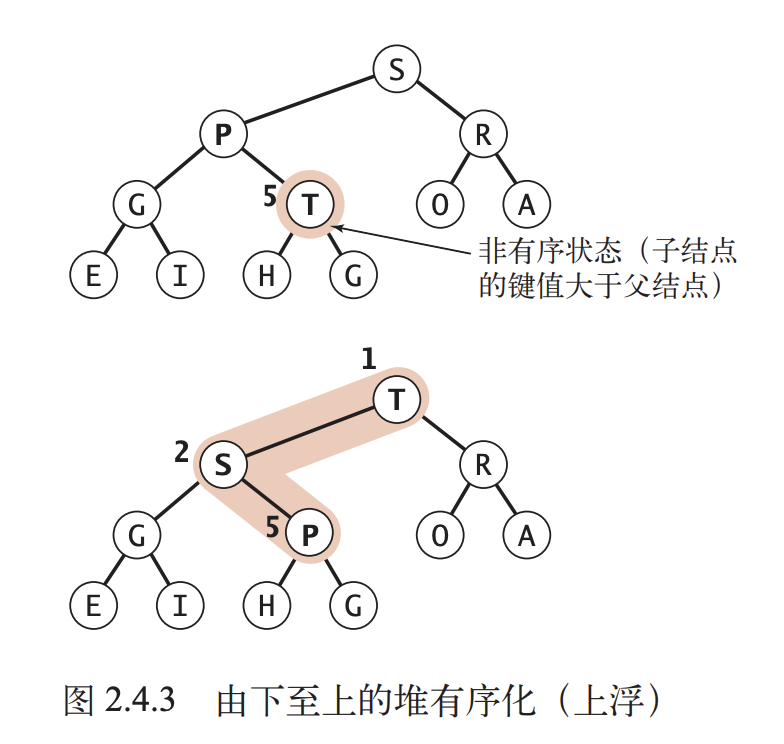 S
P R
G 5 T O A
E I H G
非有序状态（子结点
的键值大于父结点）
1
T
2 S R
G 5 P O A
E I H G
图 2.4.3 由下至上的堆有序化（上浮）